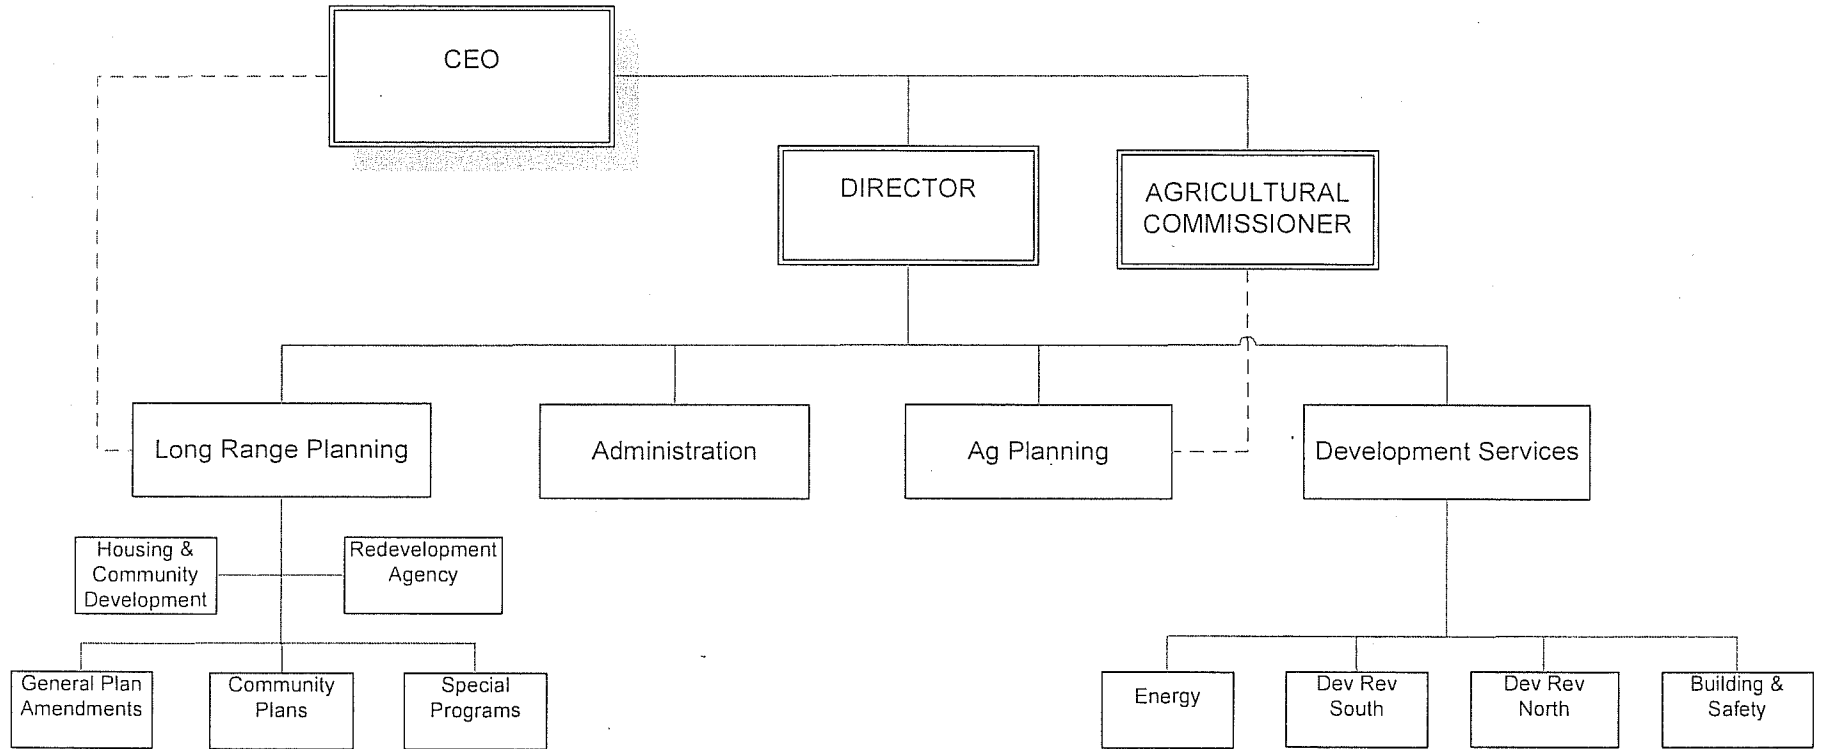 CEO
DIRECTOR
AGRICULTURAL
COMMISSIONER
Long Range Planning
Administration
Ag Planning
Development Services
Housing &
Community
Development
Redevelopment
Agency
General Plan
Amendments
Community
Plans
Special
Programs
Energy
Dev Rev
South
Dev Rev
North
Building &
Safety